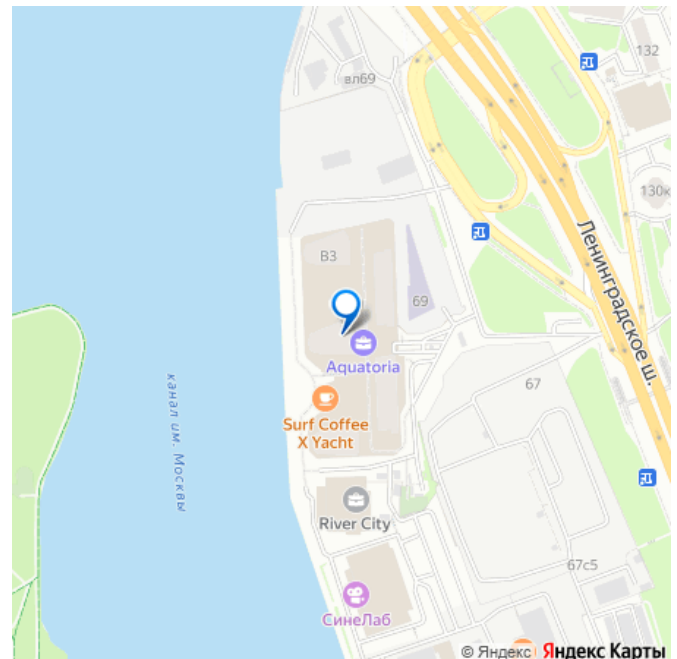 132
вл69
130к
Ленинградское ш.
В3
69
Aquatoria
67
канал им. Москвы
Surf Coffee
X Yacht
River City
67с5
СинеЛаб
© Яндекс Яндекс Карты